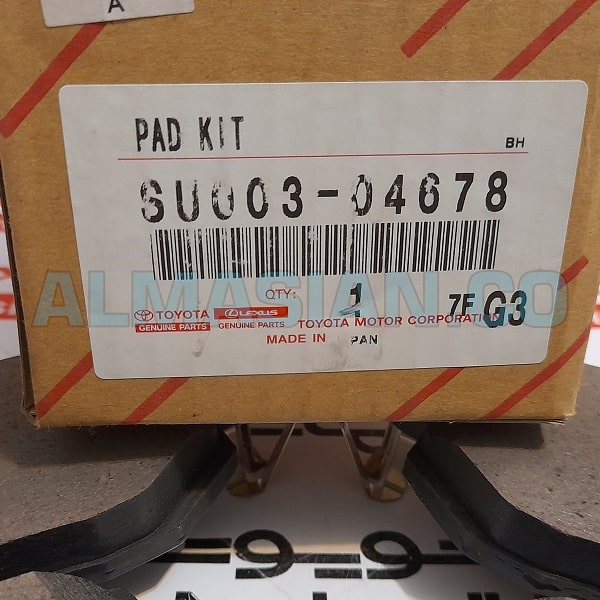 A
PAD KIT
BH
SU003-04678
ALMASIAN.CO
QTY: 1
7F G3
TOYOTA LEXUS
GENUINE PARTS GENUINE PARTS TOYOTA MOTOR CORPORATION
MADE IN PAN